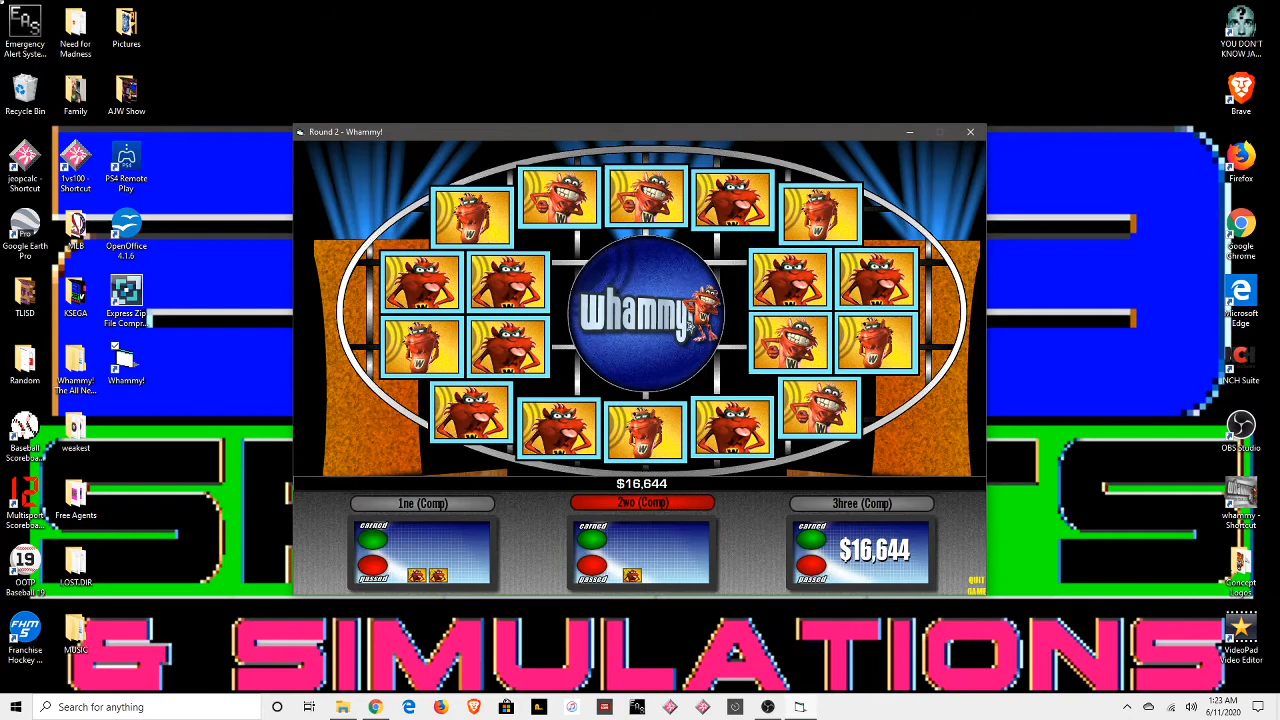 Emergency
Alert Syste...
Need for
Madness
Pictures
YOU DON'T
KNOW JA...
Recycle Bin
Family
AJW Show
Brave
Round 2 - Whammy!
jeopcalc -
Shortcut
1vs100 -
Shortcut
PS4 Remote
Play
Firefox
Google Earth
Pro
MLB
OpenOffice
4.1.6
Google
Chrome
whammy
TLISD
KSEGA
Express Zip
File Compr...
Microsoft
Edge
Random
Whammy!
The All Ne...
Whammy!
NCH Suite
Baseball
Scoreboa...
weakest
OBS Studio
$16,644
1ne (Comp)
2wo (Comp)
3hree (Comp)
Multisport
Scoreboa...
Free Agents
whammy -
Shortcut
earned
earned
earned
$16,644
passed
passed
passed
QUIT
GAME
OOTP
Baseball 19
LOST.DIR
Concept
Logos
Franchise
Hockey ...
MUSIC
VideoPad
Video Editor
& SIMULATIONS
Search for anything
1:23 AM
6/11/2020